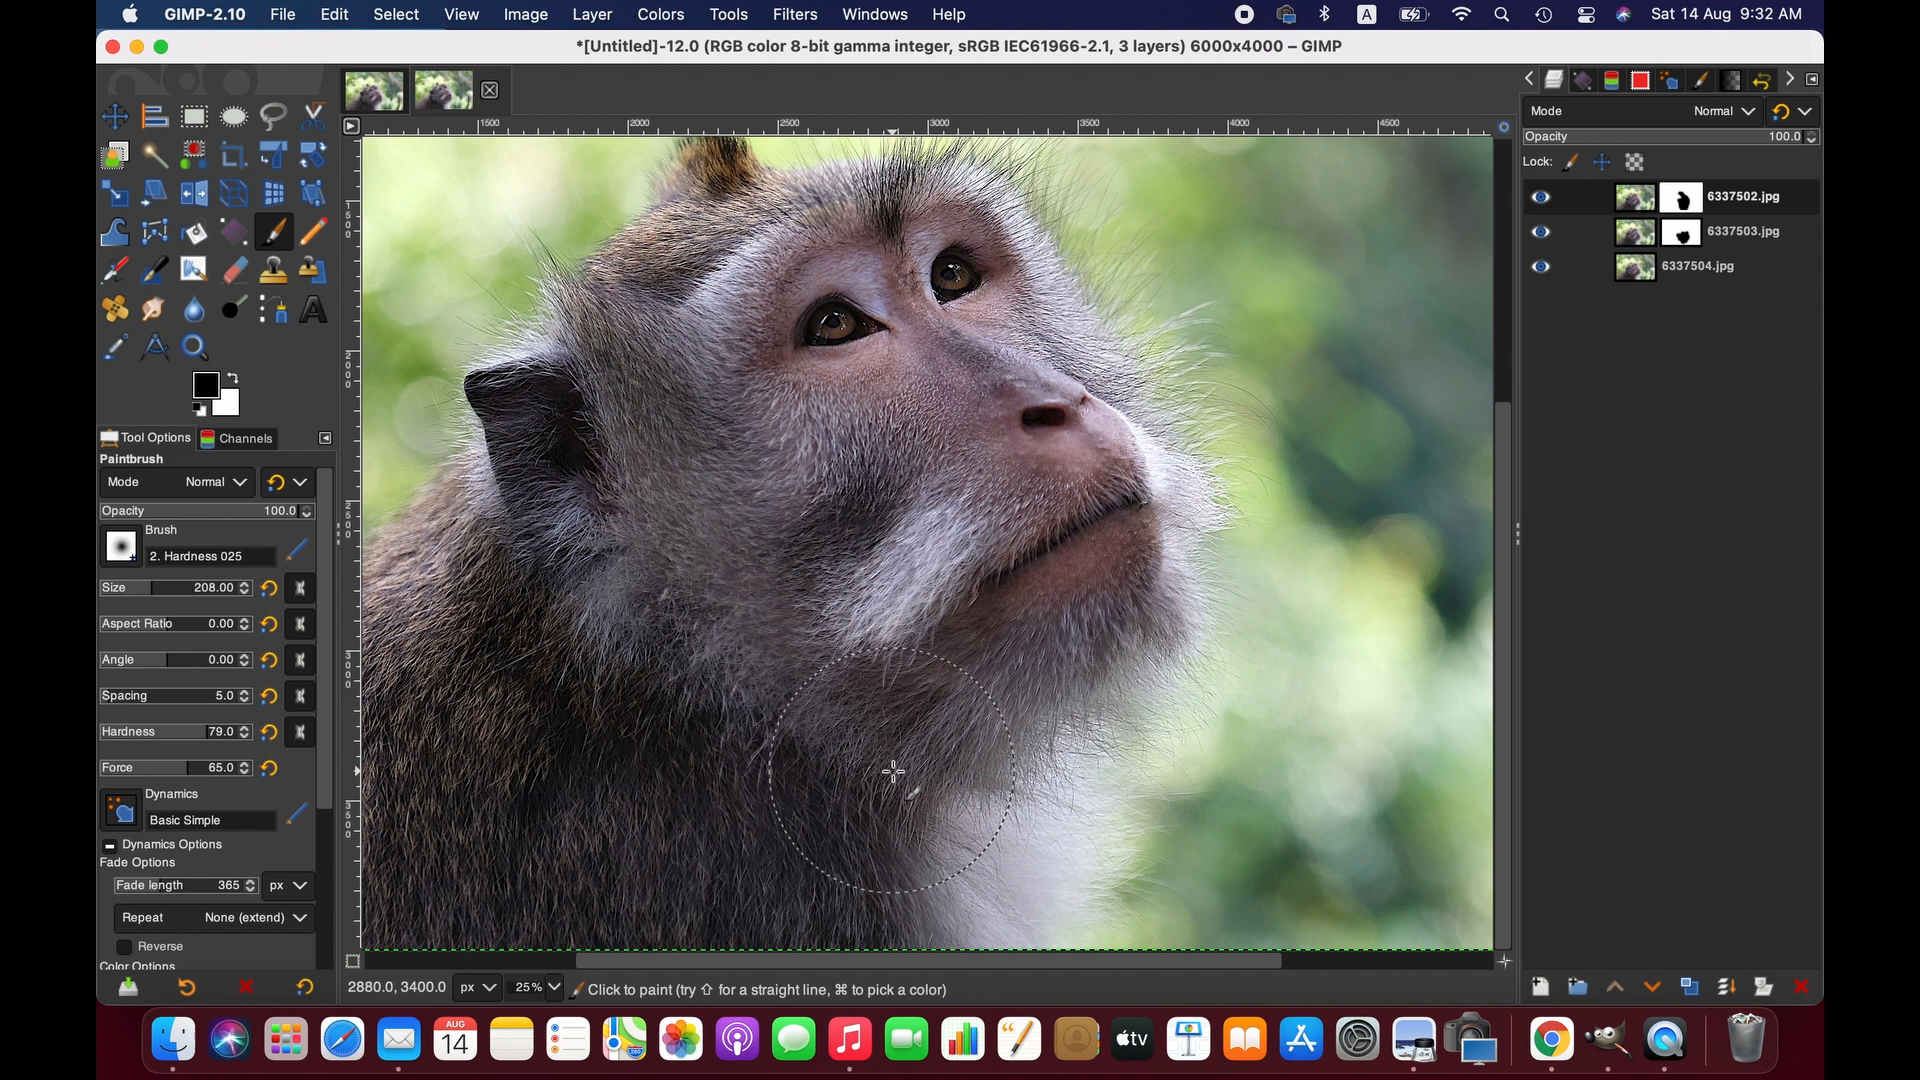 GIMP-2.10 File Edit Select View Image Layer Colors Tools Filters Windows Help A Sat 14 Aug 9:32 AM
*[Untitled]-12.0 (RGB color 8-bit gamma integer, sRGB IEC61966-2.1, 3 layers) 6000x4000 – GIMP
Mode Normal
Opacity 100.0
Lock:
6337502.jpg
6337503.jpg
6337504.jpg
1500 2000 2500 3000 3500 4000 4500
1500
2000
2500
3000
3500
Tool Options Channels
Paintbrush
Mode Normal
Opacity 100.0
Brush
2. Hardness 025
Size 208.00
Aspect Ratio 0.00
Angle 0.00
Spacing 5.0
Hardness 79.0
Force 65.0
Dynamics
Basic Simple
Dynamics Options
Fade Options
Fade length 365 px
Repeat None (extend)
Reverse
Color Options
2880.0, 3400.0 px 25% Click to paint (try ⇧ for a straight line, ⌘ to pick a color)
AUG
14
tv